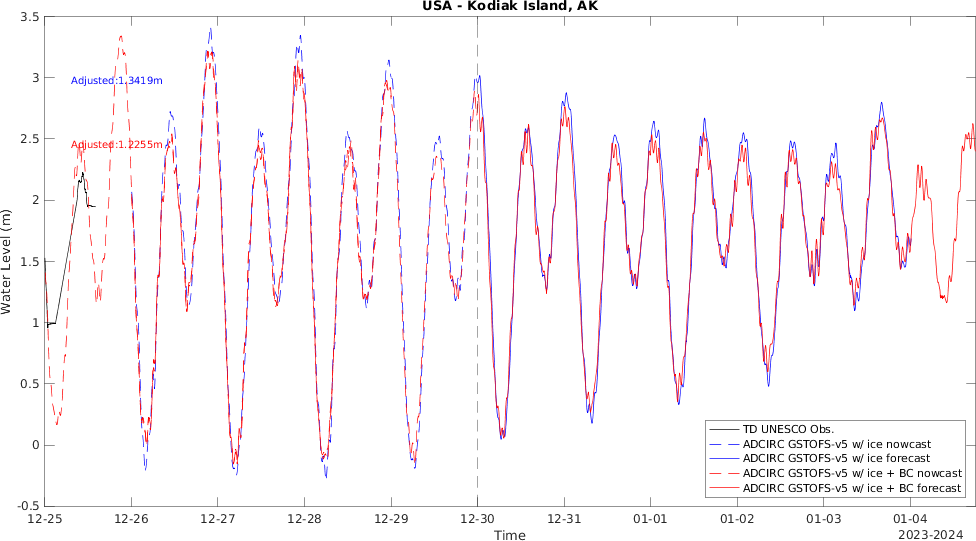 USA - Kodiak Island, AK
3.5
3
2.5
2
1.5
1
0.5
0
-0.5
Water Level (m)
Adjusted:1.3419m
Adjusted:1.2255m
TD UNESCO Obs.
ADCIRC GSTOFS-v5 w/ ice nowcast
ADCIRC GSTOFS-v5 w/ ice forecast
ADCIRC GSTOFS-v5 w/ ice + BC nowcast
ADCIRC GSTOFS-v5 w/ ice + BC forecast
12-25 12-26 12-27 12-28 12-29 12-30 12-31 01-01 01-02 01-03 01-04
Time
2023-2024